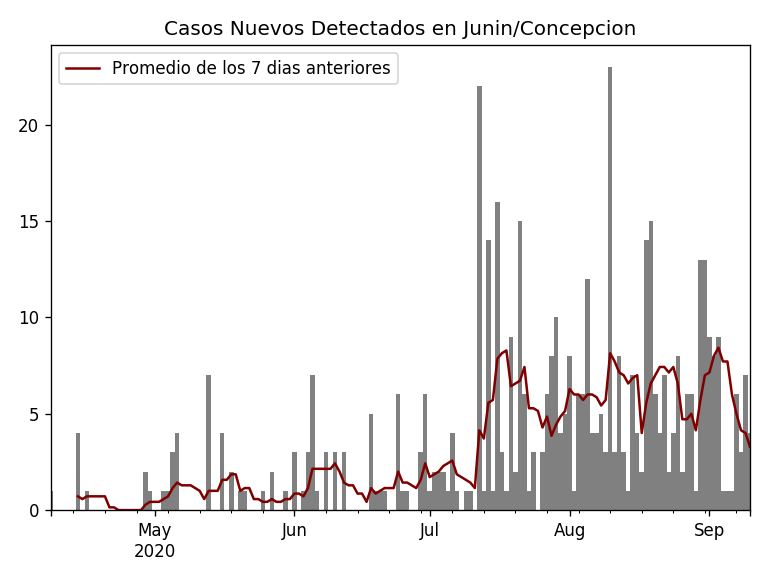 Casos Nuevos Detectados en Junin/Concepcion
Promedio de los 7 dias anteriores
20
15
10
5
0
May
2020
Jun
Jul
Aug
Sep